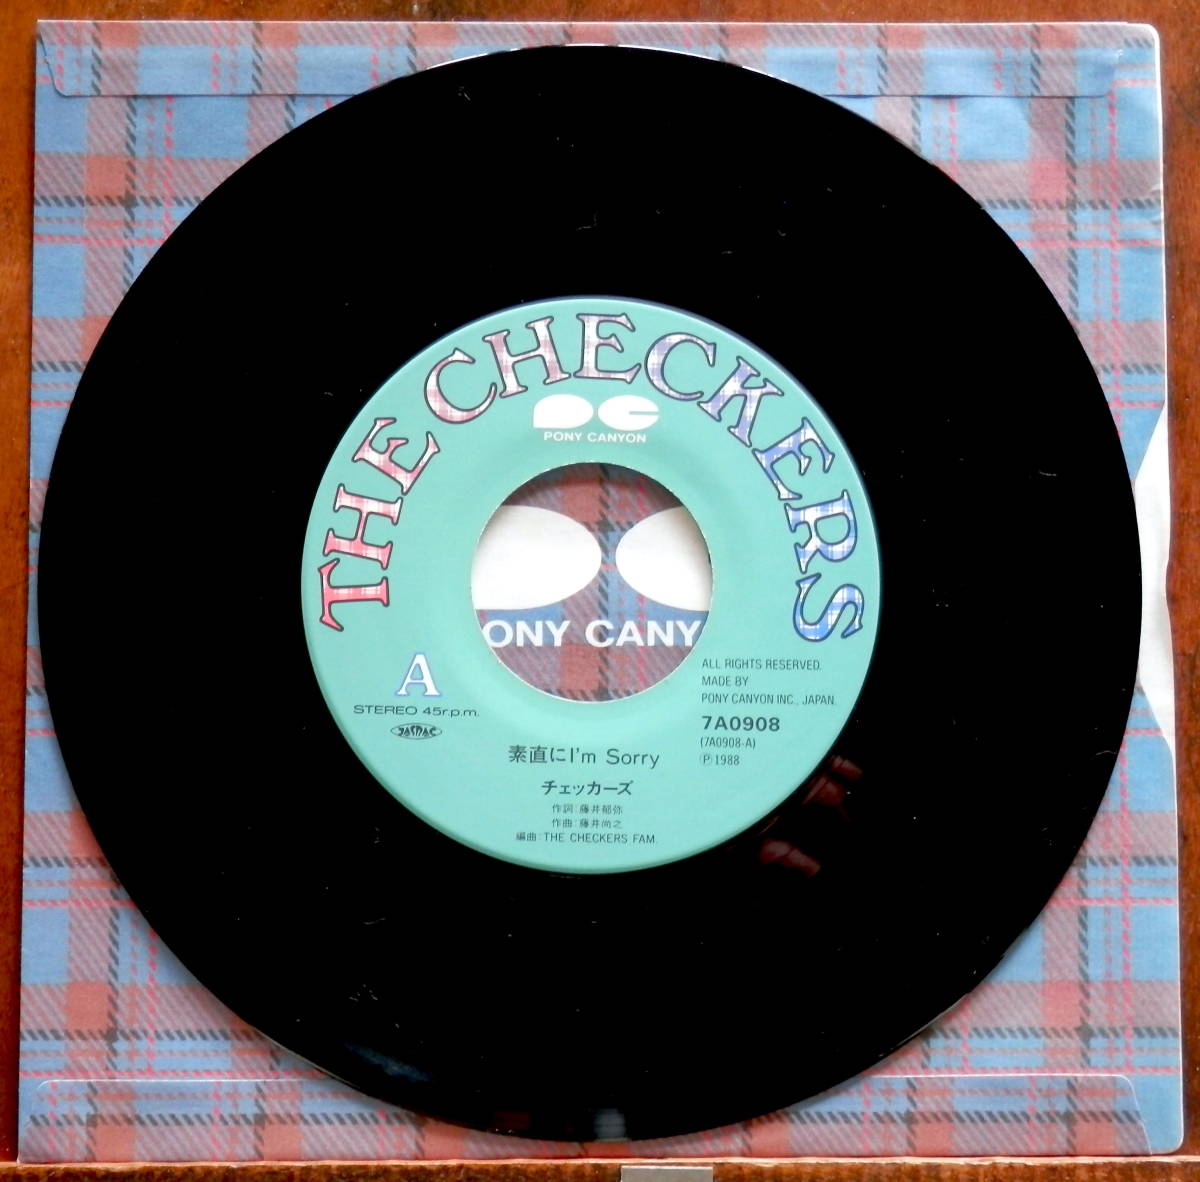 THE CHECKERS
PONY CANYON
ONY CANY
A
STEREO 45r.p.m.
JASRAC
ALL RIGHTS RESERVED.
MADE BY
PONY CANYON INC., JAPAN.
7A0908
(7A0908-A)
Ⓟ1988
素直にI'm Sorry
チェッカーズ
作詞:藤井郁弥
作曲:藤井尚之
編曲:THE CHECKERS FAM.